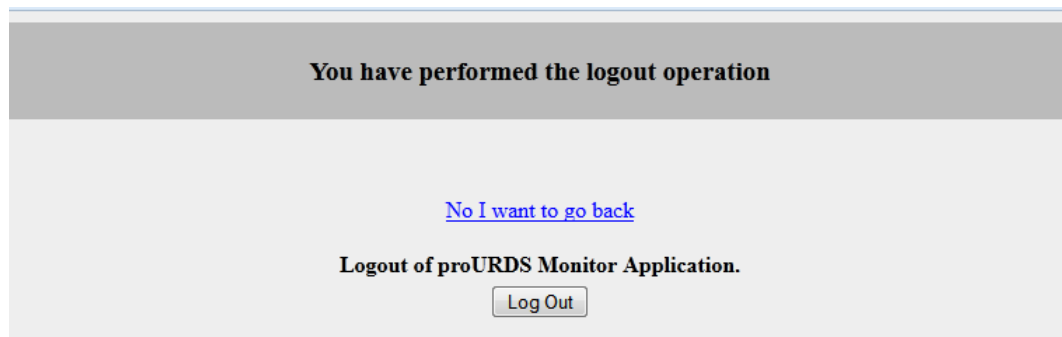 You have performed the logout operation
No I want to go back
Logout of proURDS Monitor Application.
Log Out